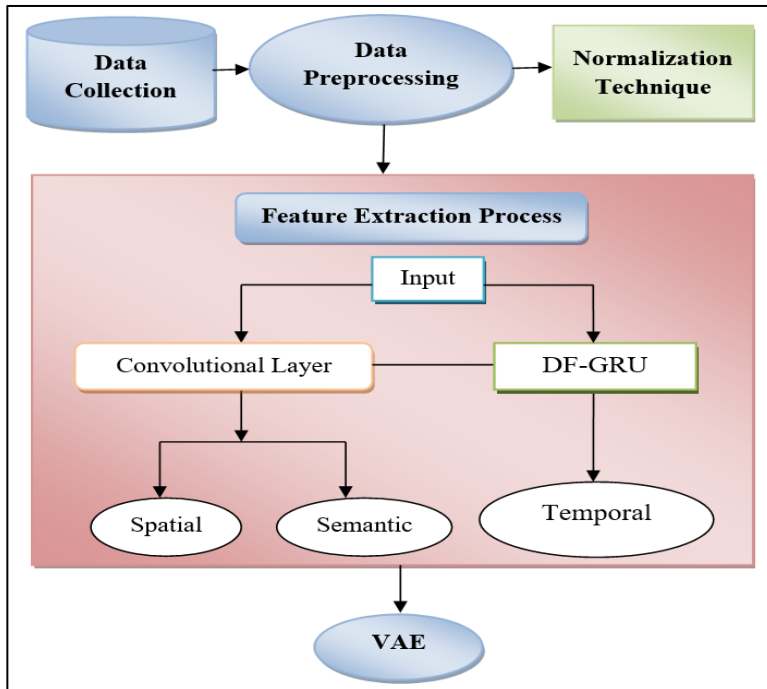 Data
Collection
Data
Preprocessing
Normalization
Technique
Feature Extraction Process
Input
Convolutional Layer
DF-GRU
Spatial
Semantic
Temporal
VAE